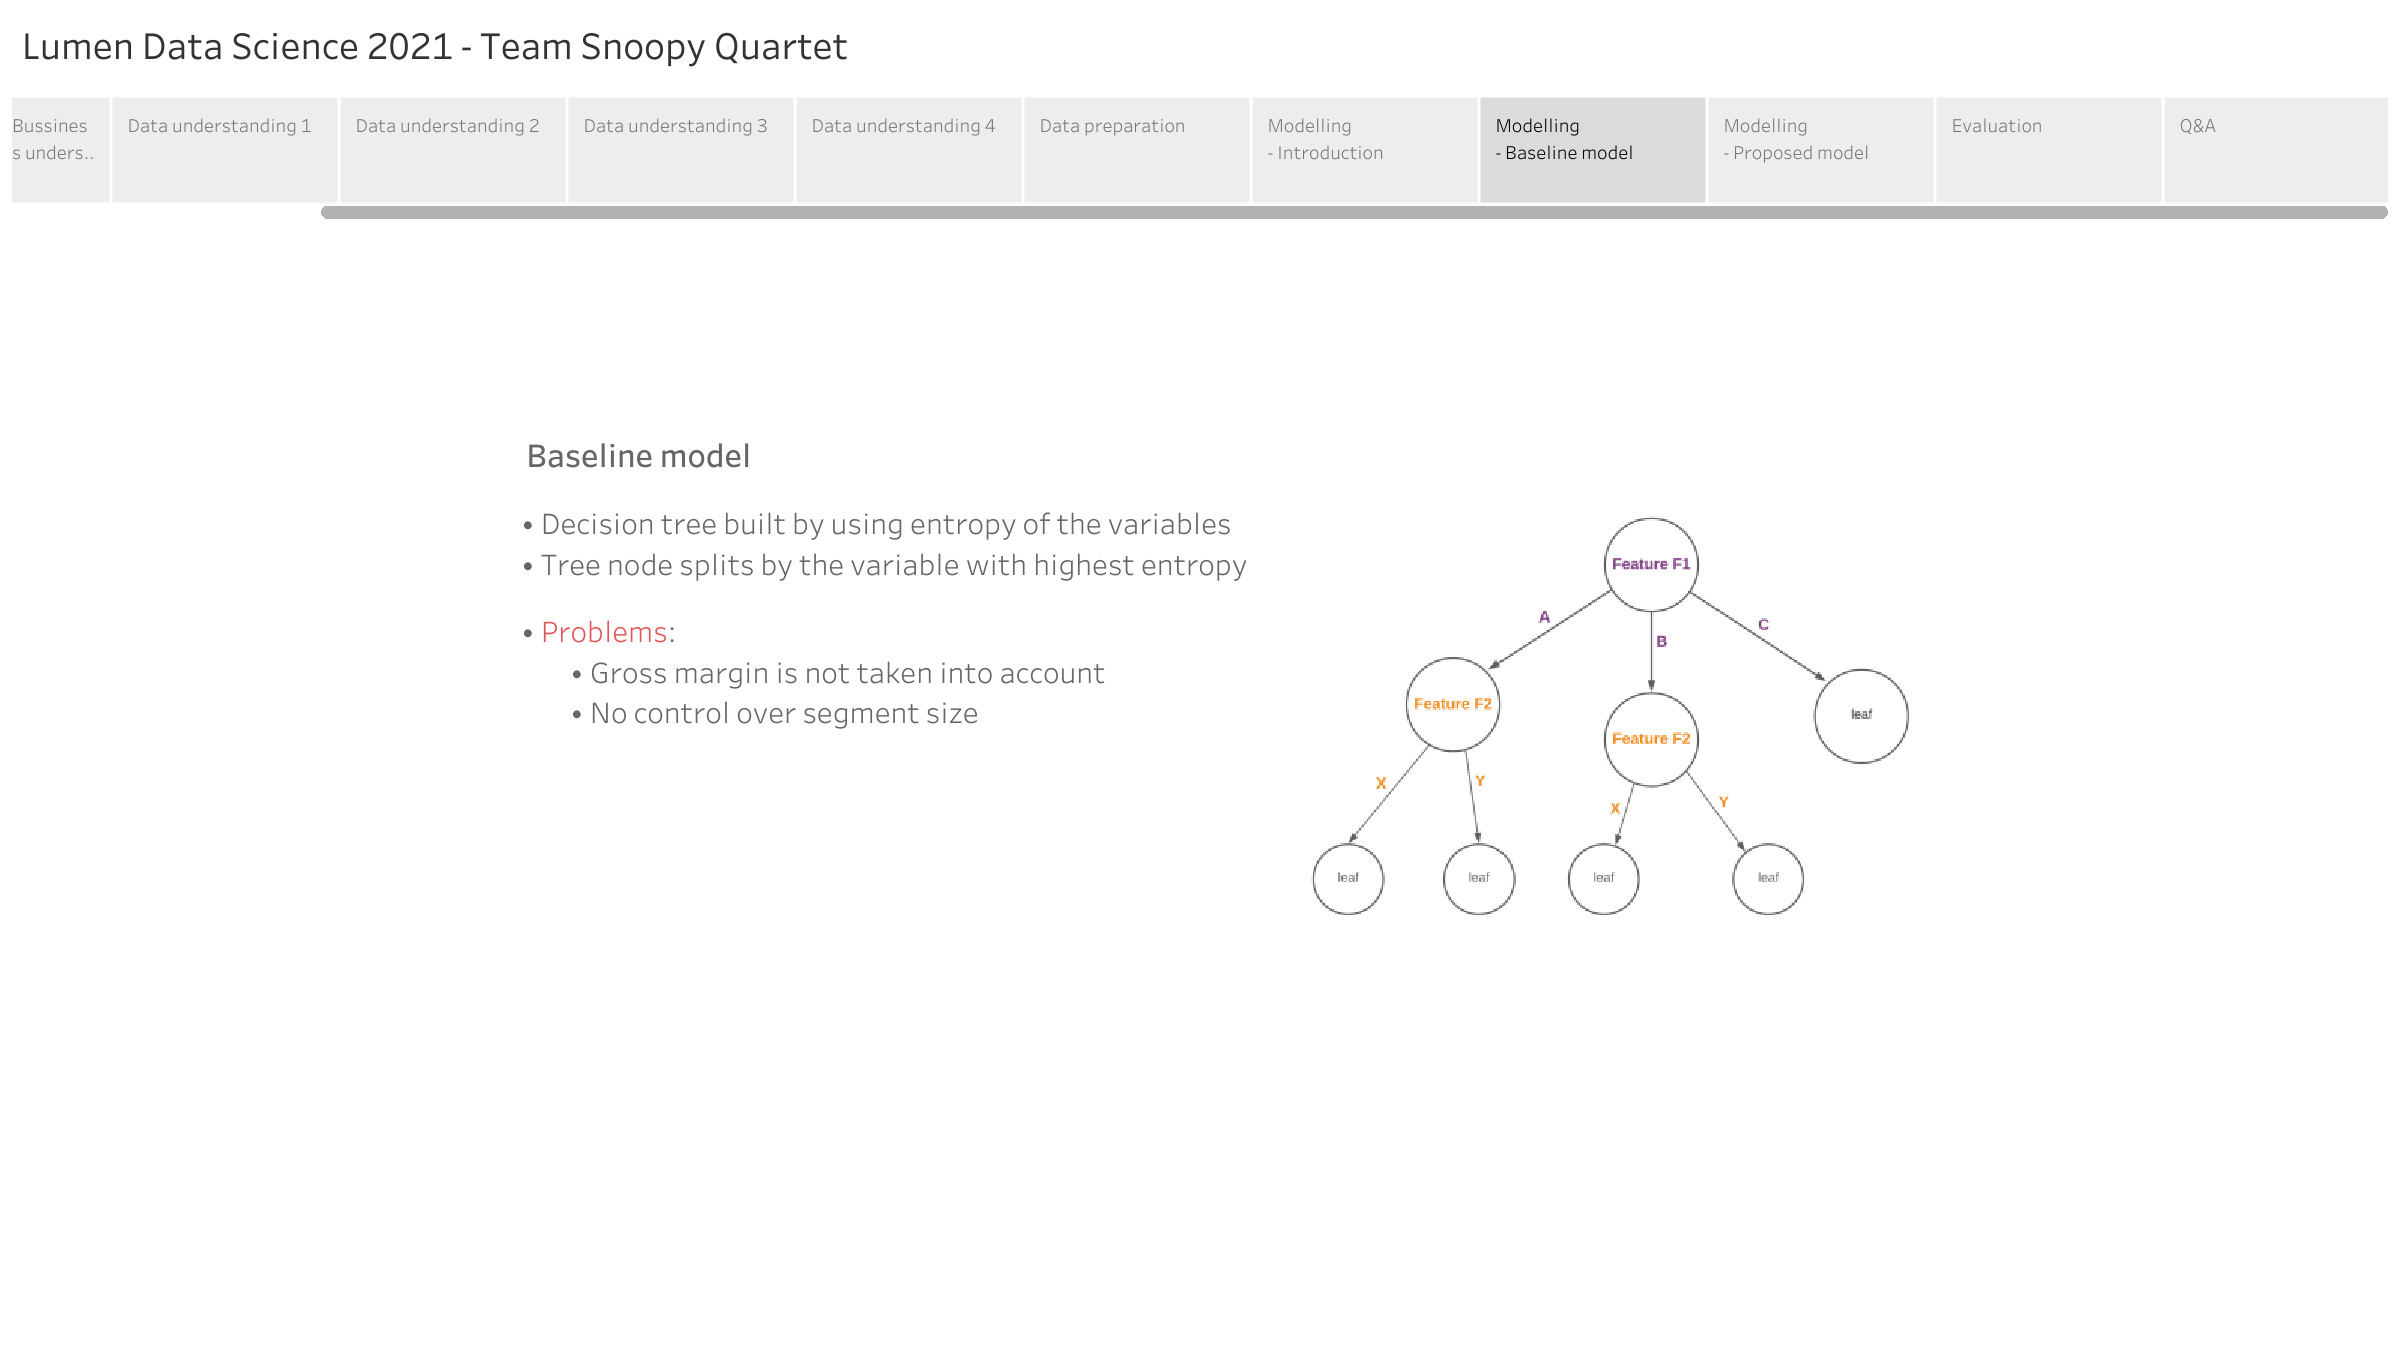 Lumen Data Science 2021 - Team Snoopy Quartet
Bussines
s unders..
Data understanding 1
Data understanding 2
Data understanding 3
Data understanding 4
Data preparation
Modelling
- Introduction
Modelling
- Baseline model
Modelling
- Proposed model
Evaluation
Q&A
Baseline model
• Decision tree built by using entropy of the variables
• Tree node splits by the variable with highest entropy
• Problems:
• Gross margin is not taken into account
• No control over segment size
Feature F1
A
B
C
Feature F2
Feature F2
leaf
X
Y
X
Y
leaf
leaf
leaf
leaf